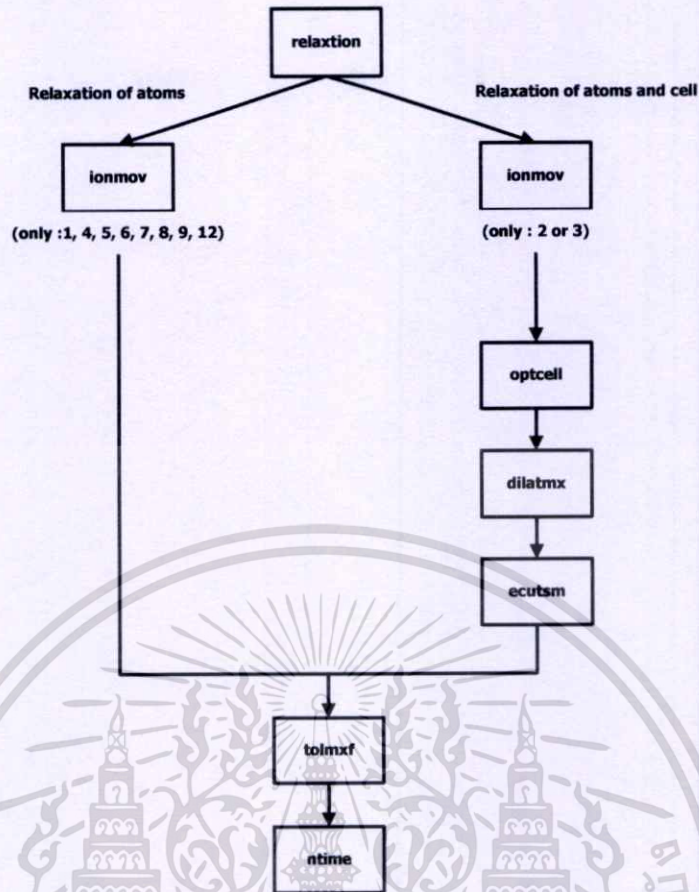 relaxtion
Relaxation of atoms
Relaxation of atoms and cell
ionmov
ionmov
(only :1, 4, 5, 6, 7, 8, 9, 12)
(only : 2 or 3)
optcell
dilatmx
ecutsm
tolmxf
ntime